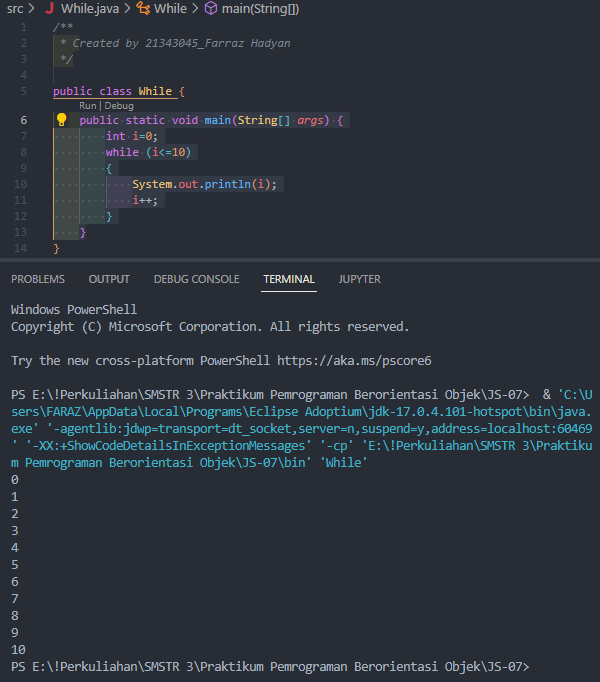 src > J While.java > While > main(String[])
1 /**
2 * Created by 21343045_Farraz Hadyan
3 */
4
5 public class While {
Run | Debug
6 public static void main(String[] args) {
7 int i=0;
8 while (i<=10)
9 {
10 System.out.println(i);
11 i++;
12 }
13 }
14 }
PROBLEMS OUTPUT DEBUG CONSOLE TERMINAL JUPYTER
Windows PowerShell
Copyright (C) Microsoft Corporation. All rights reserved.
Try the new cross-platform PowerShell https://aka.ms/pscore6
PS E:\!Perkuliahan\SMSTR 3\Praktikum Pemrograman Berorientasi Objek\JS-07>  & 'C:\U
sers\FARAZ\AppData\Local\Programs\Eclipse Adoptium\jdk-17.0.4.101-hotspot\bin\java.
exe' '-agentlib:jdwp=transport=dt_socket,server=n,suspend=y,address=localhost:60469
' '-XX:+ShowCodeDetailsInExceptionMessages' '-cp' 'E:\!Perkuliahan\SMSTR 3\Praktiku
m Pemrograman Berorientasi Objek\JS-07\bin' 'While'
0
1
2
3
4
5
6
7
8
9
10
PS E:\!Perkuliahan\SMSTR 3\Praktikum Pemrograman Berorientasi Objek\JS-07>